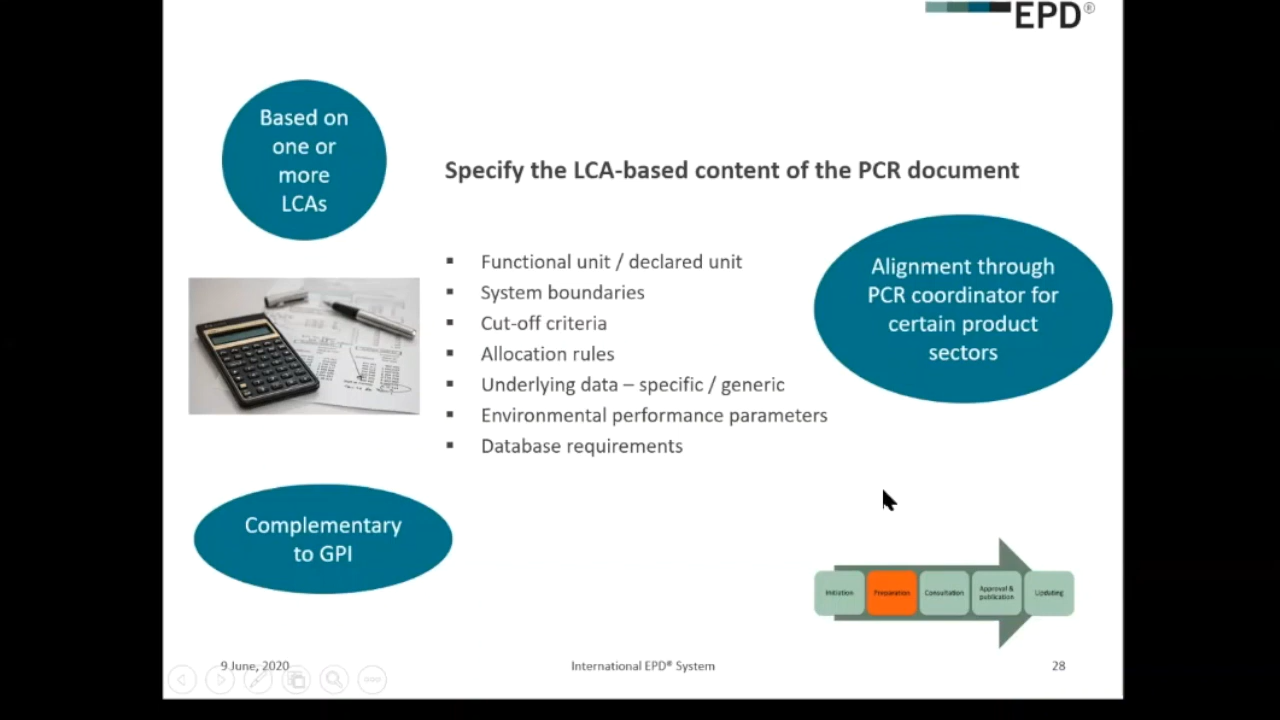 EPD®
Based on
one or
more
LCAs
Specify the LCA-based content of the PCR document
Functional unit / declared unit
System boundaries
Cut-off criteria
Allocation rules
Underlying data – specific / generic
Environmental performance parameters
Database requirements
Alignment through
PCR coordinator for
certain product
sectors
Complementary
to GPI
Initiation
Preparation
Consultation
Approval &
publication
Updating
9 June, 2020
International EPD® System
28